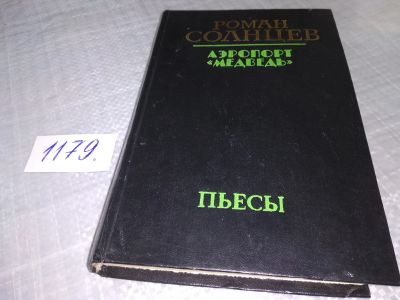 РОМАН
СОЛНЦЕВ
АЭРОПОРТ
«МЕДВЕДЬ»
ПЬЕСЫ
1179.